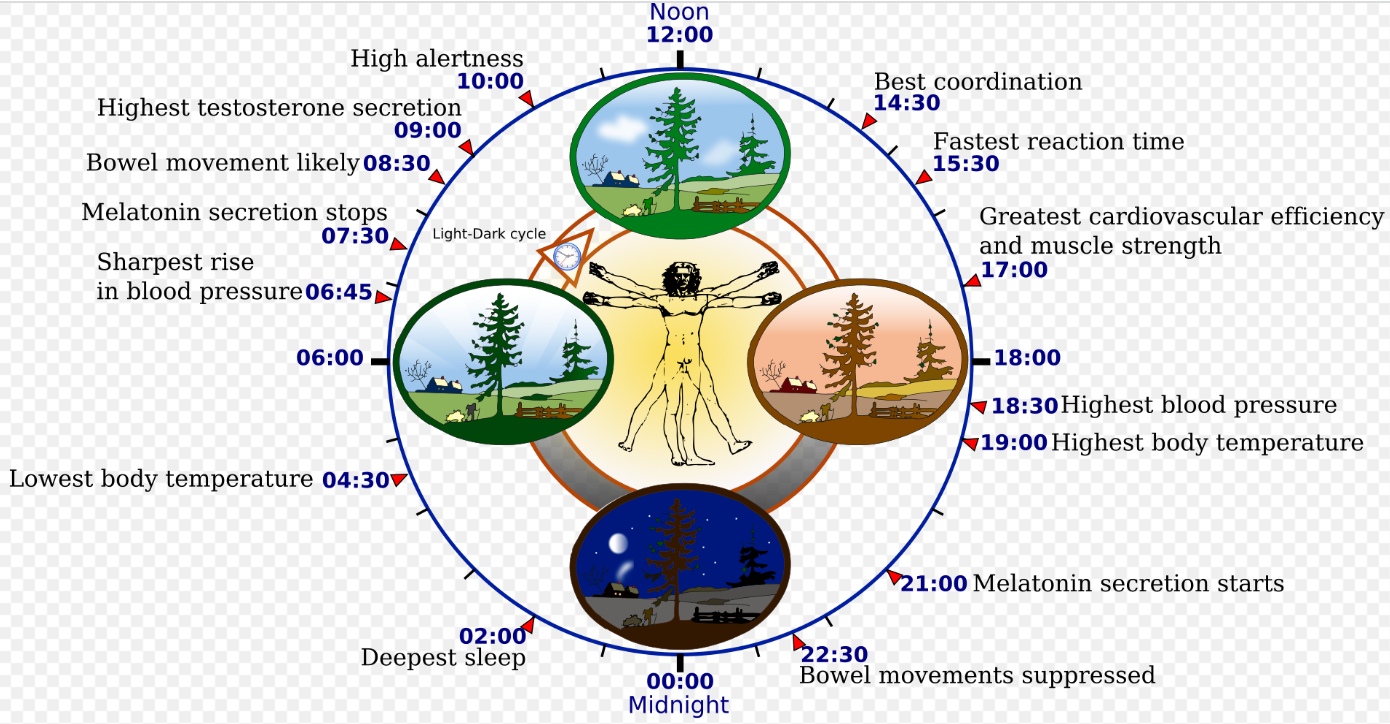 Noon
12:00
High alertness
10:00
Highest testosterone secretion
09:00
Bowel movement likely 08:30
Melatonin secretion stops
07:30
Light-Dark cycle
Sharpest rise
in blood pressure 06:45
06:00
Lowest body temperature 04:30
02:00
Deepest sleep
00:00
Midnight
Best coordination
14:30
Fastest reaction time
15:30
Greatest cardiovascular efficiency
and muscle strength
17:00
18:00
18:30 Highest blood pressure
19:00 Highest body temperature
21:00 Melatonin secretion starts
22:30
Bowel movements suppressed